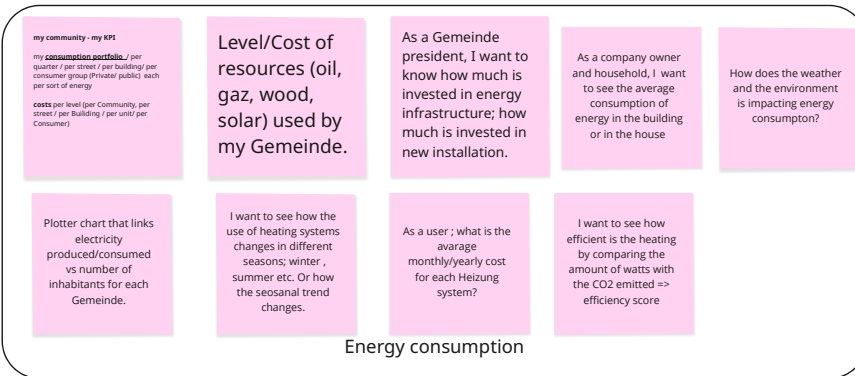 my community - my KPI
my consumption portfolio / per
quarter / per street / per building/ per
consumer group (Private/ public) each
per sort of energy
costs per level (per Community, per
street / per Builiding / per unit/ per
Consumer)
Level/Cost of
resources (oil,
gaz, wood,
solar) used by
my Gemeinde.
As a Gemeinde
president, I want to
know how much is
invested in energy
infrastructure; how
much is invested in
new installation.
As a company owner
and household, I want
to see the average
consumption of
energy in the building
or in the house
How does the weather
and the environment
is impacting energy
consumpton?
Plotter chart that links
electricity
produced/consumed
vs number of
inhabitants for each
Gemeinde.
I want to see how the
use of heating systems
changes in different
seasons; winter ,
summer etc. Or how
the seosanal trend
changes.
As a user ; what is the
avarage
monthly/yearly cost
for each Heizung
system?
I want to see how
efficient is the heating
by comparing the
amount of watts with
the CO2 emitted =>
efficiency score
Energy consumption